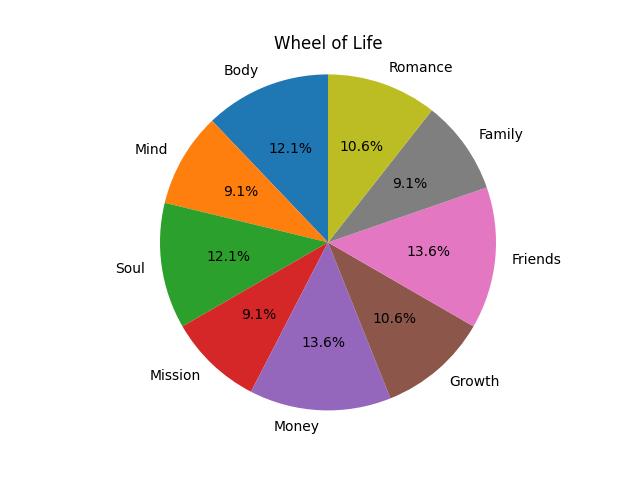 Wheel of Life
Body
12.1%
Mind
9.1%
Soul
12.1%
Mission
9.1%
Money
13.6%
Growth
10.6%
Friends
13.6%
Family
9.1%
Romance
10.6%